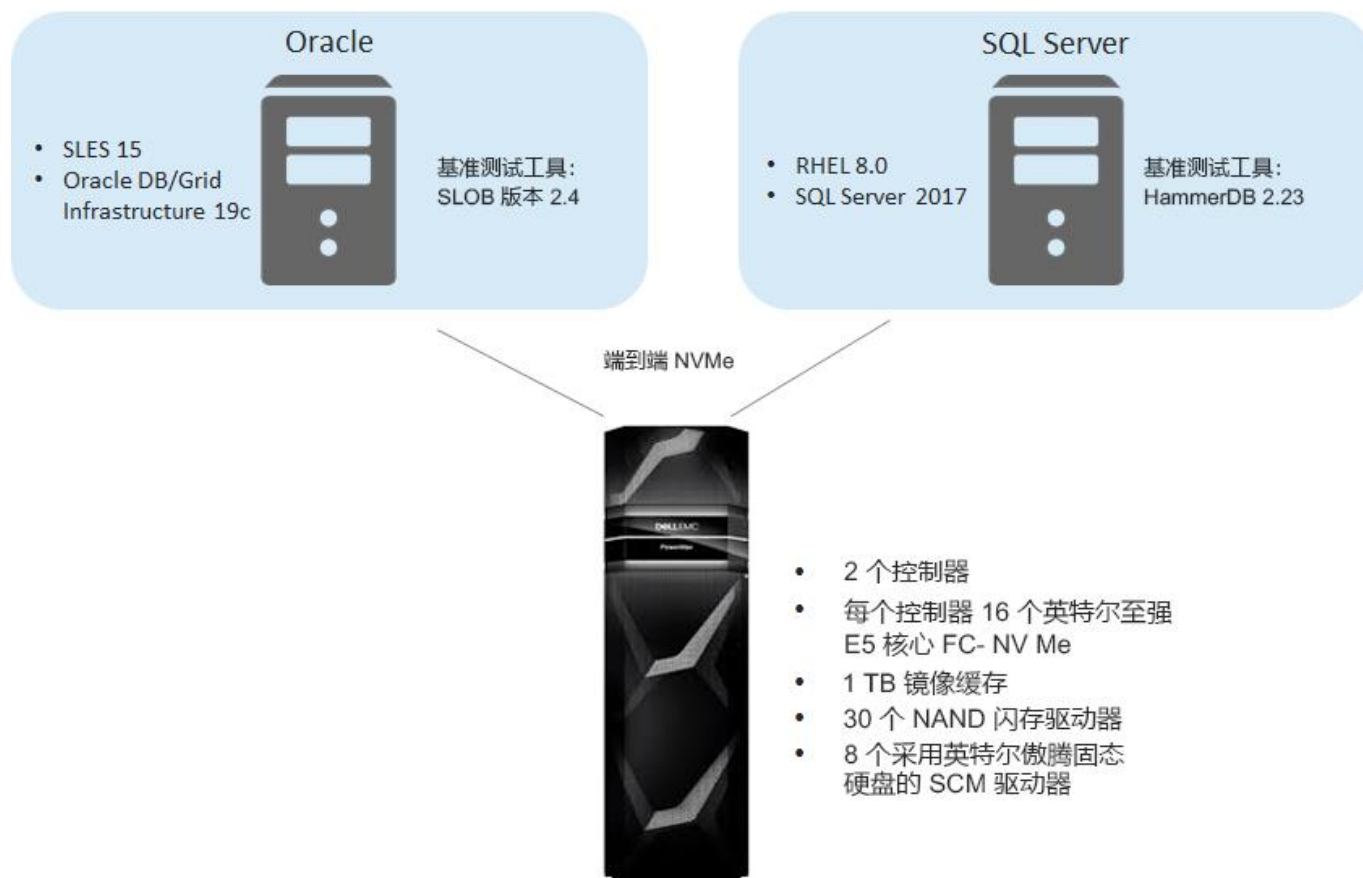 Oracle
• SLES 15
• Oracle DB/Grid
Infrastructure 19c
基准测试工具:
SLOB 版本 2.4
SQL Server
• RHEL 8.0
• SQL Server 2017
基准测试工具:
HammerDB 2.23
端到端 NVMe
DELLEMC
PowerMax
• 2 个控制器
• 每个控制器 16 个英特尔至强
E5 核心 FC- NV Me
• 1 TB 镜像缓存
• 30 个 NAND 闪存驱动器
• 8 个采用英特尔傲腾固态
硬盘的 SCM 驱动器